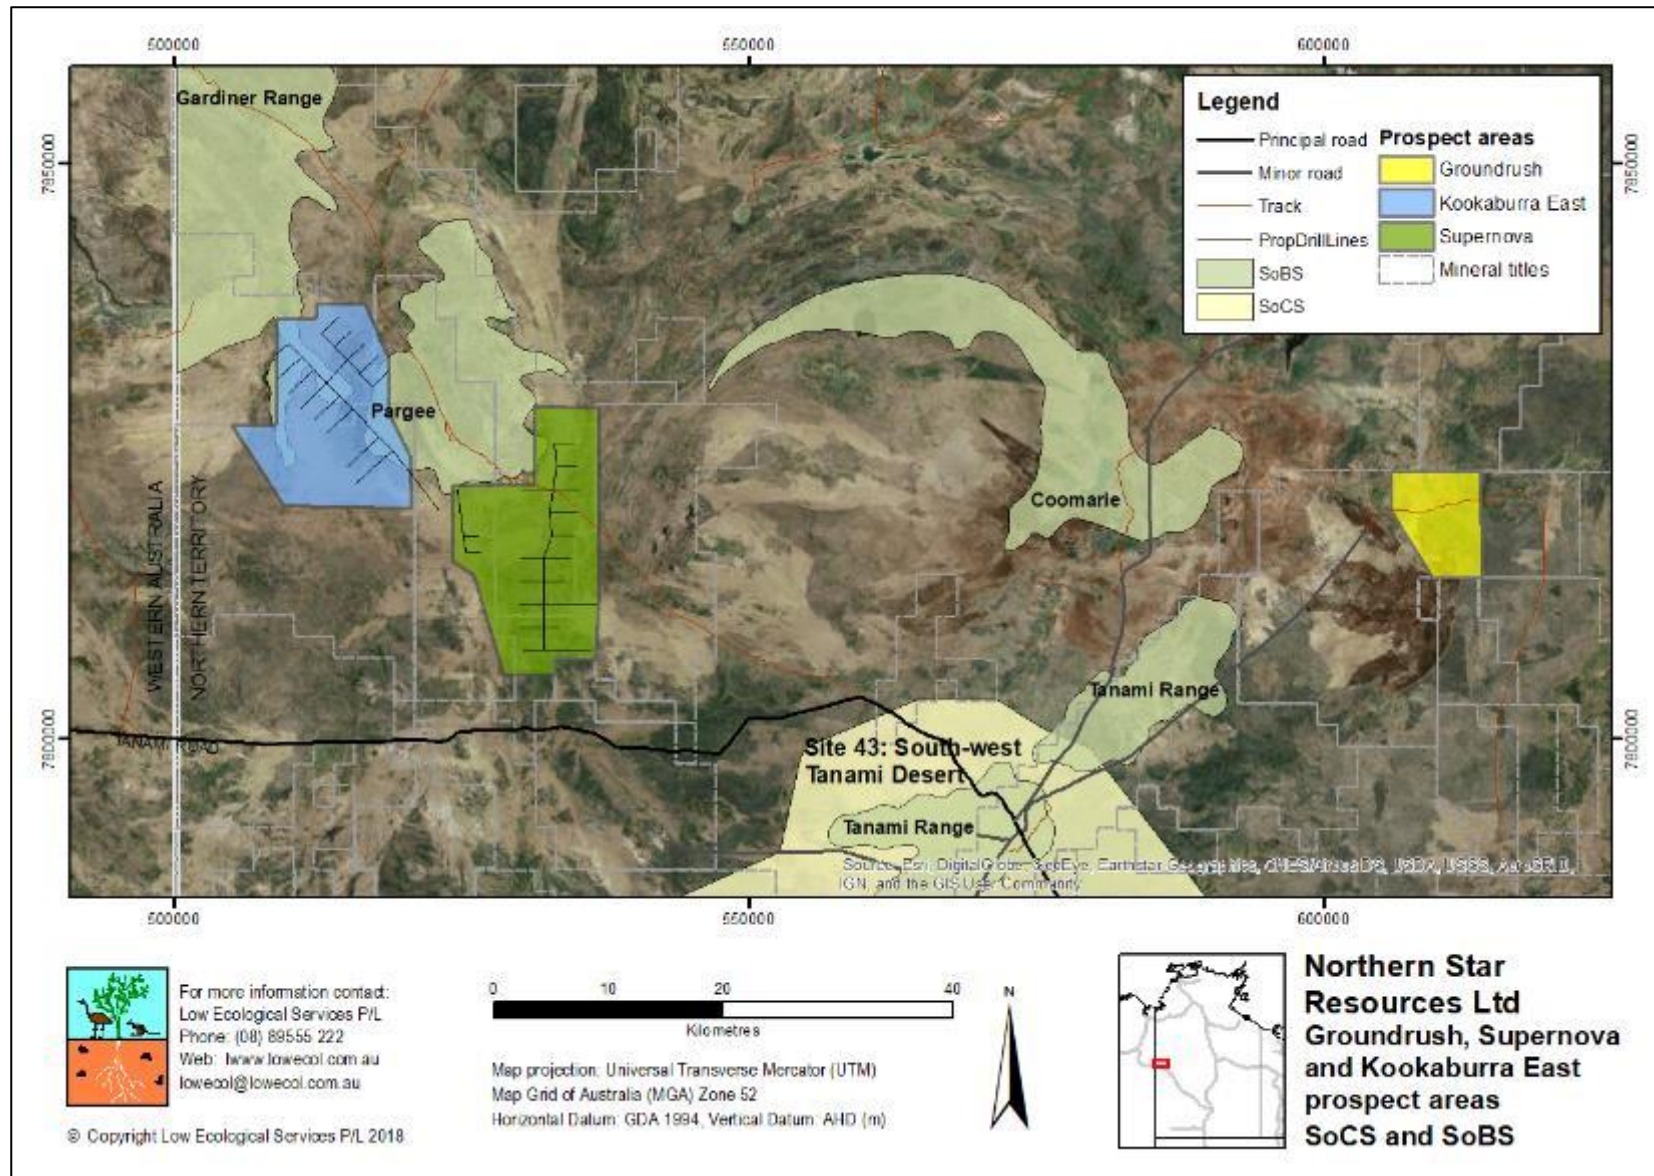 500000
550000
600000
Gardiner Range
Legend
Principal road
Minor road
Track
PropDrillLines
SoBS
SoCS
Prospect areas
Groundrush
Kookaburra East
Supernova
Mineral titles
7850000
7850000
Pargee
Coomarie
WESTERN AUSTRALIA
NORTHERN TERRITORY
Tanami Range
7800000
7800000
TANAMI ROAD
Site 43: South-west
Tanami Desert
Tanami Range
Source: Esri, DigitalGlobe, GeoEye, Earthstar Geographics, CNES/Airbus DS, USDA, USGS, AeroGRID,
IGN, and the GIS User Community
500000
550000
600000
For more information contact:
Low Ecological Services P/L
Phone: (08) 89555 222
Web: www.lowecol.com.au
lowecol@lowecol.com.au
© Copyright Low Ecological Services P/L 2018
0 10 20 40
Kilometres
Map projection: Universal Transverse Mercator (UTM)
Map Grid of Australia (MGA) Zone 52
Horizontal Datum: GDA 1994, Vertical Datum: AHD (m)
N
Northern Star
Resources Ltd
Groundrush, Supernova
and Kookaburra East
prospect areas
SoCS and SoBS